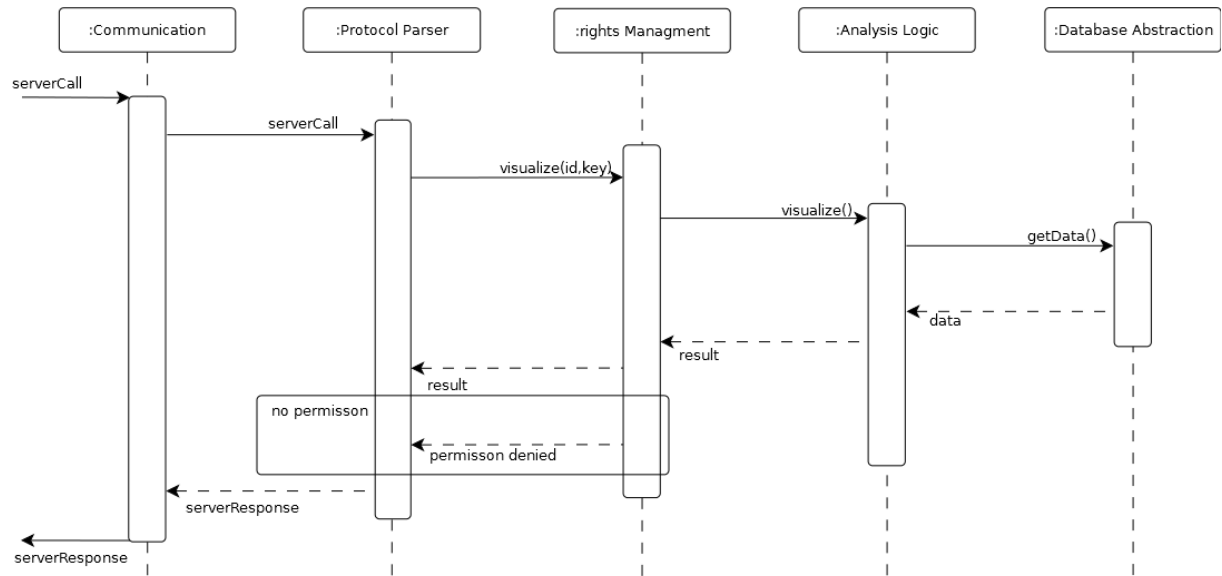 :Communication
:Protocol Parser
:rights Managment
:Analysis Logic
:Database Abstraction
serverCall
serverCall
visualize(id,key)
visualize()
getData()
data
result
result
no permisson
permisson denied
serverResponse
serverResponse